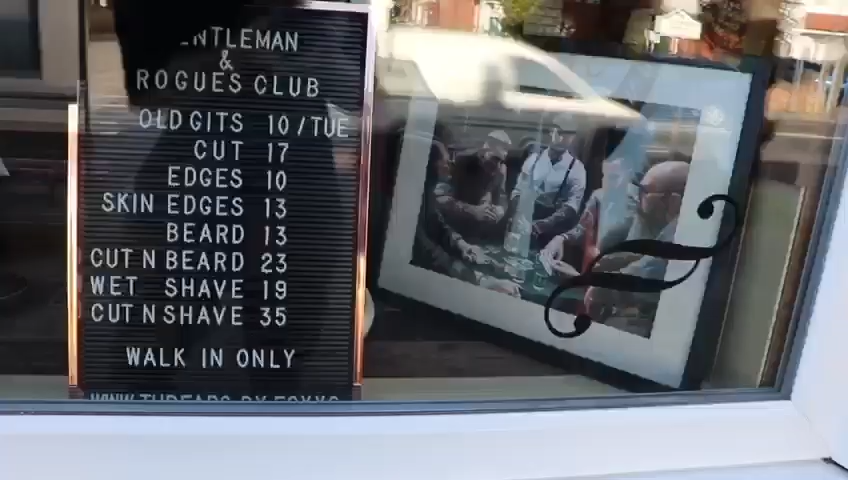 NTLEMAN
&
ROGUES CLUB
OLD GITS 10/TUE
CUT 17
EDGES 10
SKIN EDGES 13
BEARD 13
CUT N BEARD 23
WET SHAVE 19
CUT N SHAVE 35
WALK IN ONLY